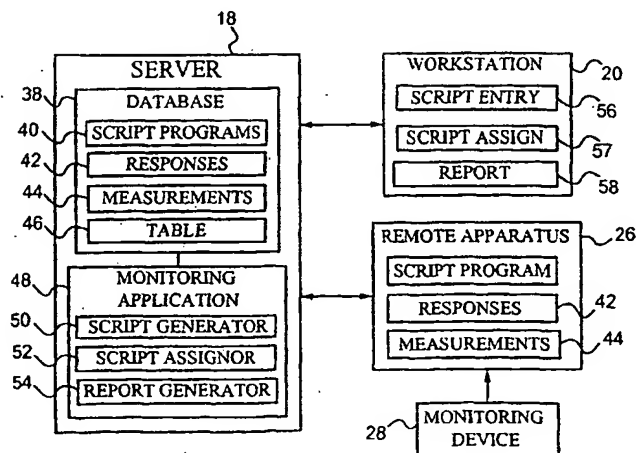 18
SERVER
38
DATABASE
40
SCRIPT PROGRAMS
42
RESPONSES
44
MEASUREMENTS
46
TABLE
48
MONITORING
APPLICATION
50
SCRIPT GENERATOR
52
SCRIPT ASSIGNOR
54
REPORT GENERATOR
WORKSTATION
20
SCRIPT ENTRY
56
SCRIPT ASSIGN
57
REPORT
58
REMOTE APPARATUS
26
SCRIPT PROGRAM
RESPONSES
42
MEASUREMENTS
44
28
MONITORING
DEVICE